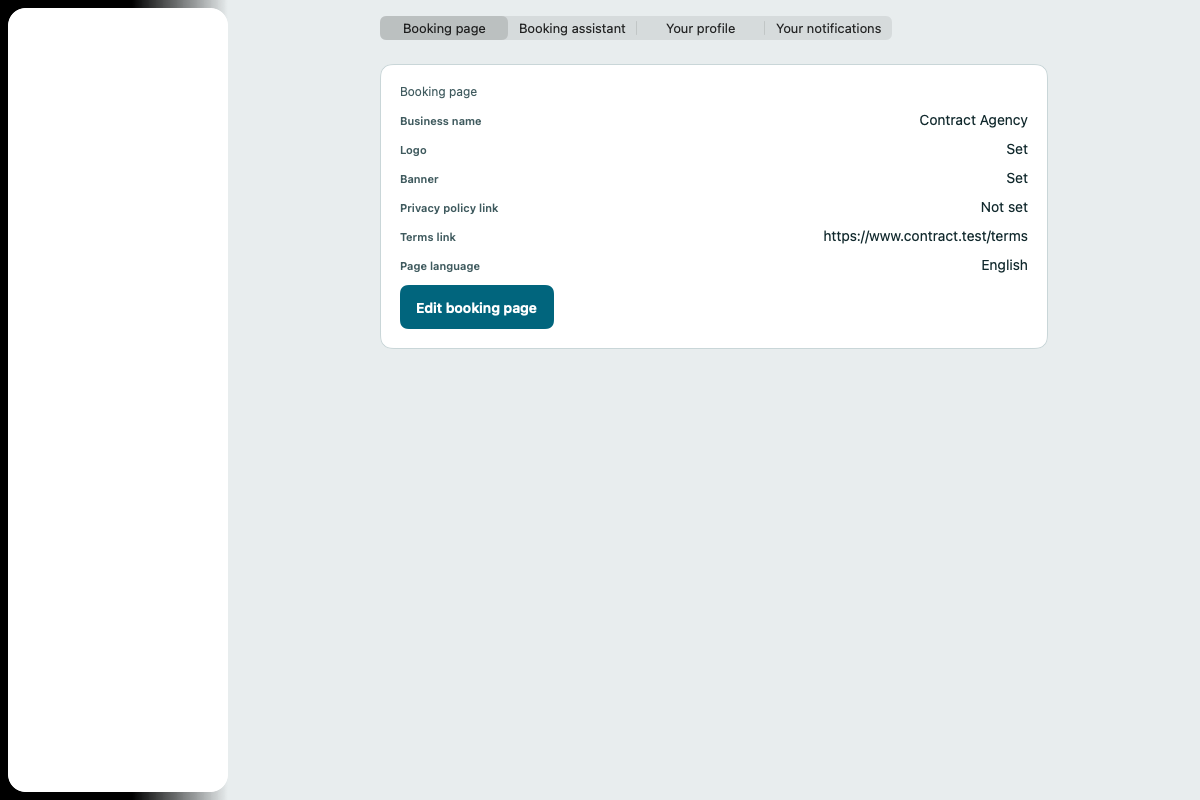 Booking page
Booking assistant
Your profile
Your notifications
Booking page
Business name Contract Agency
Logo Set
Banner Set
Privacy policy link Not set
Terms link https://www.contract.test/terms
Page language English
Edit booking page